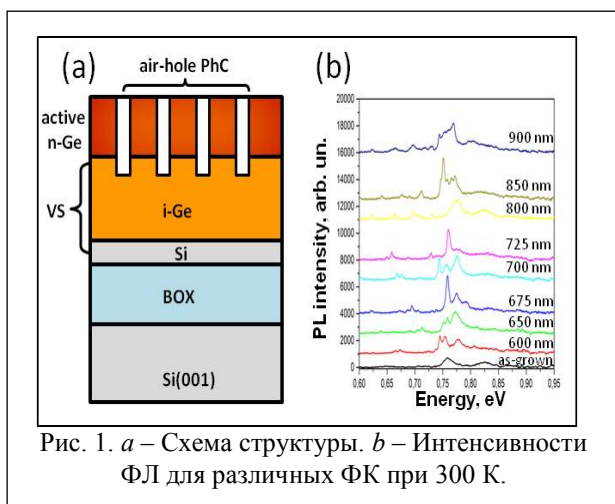 (a)
air-hole PhC
active
n-Ge
VS
i-Ge
Si
BOX
Si(001)
(b)
PL intensity, arb. un.
20000
18000
16000
14000
12000
10000
8000
6000
4000
2000
0
900 nm
850 nm
800 nm
725 nm
700 nm
675 nm
650 nm
600 nm
as-grown
0,60 0,65 0,70 0,75 0,80 0,85 0,90 0,95
Energy, eV
Рис. 1. a – Схема структуры. b – Интенсивности
ФЛ для различных ФК при 300 К.